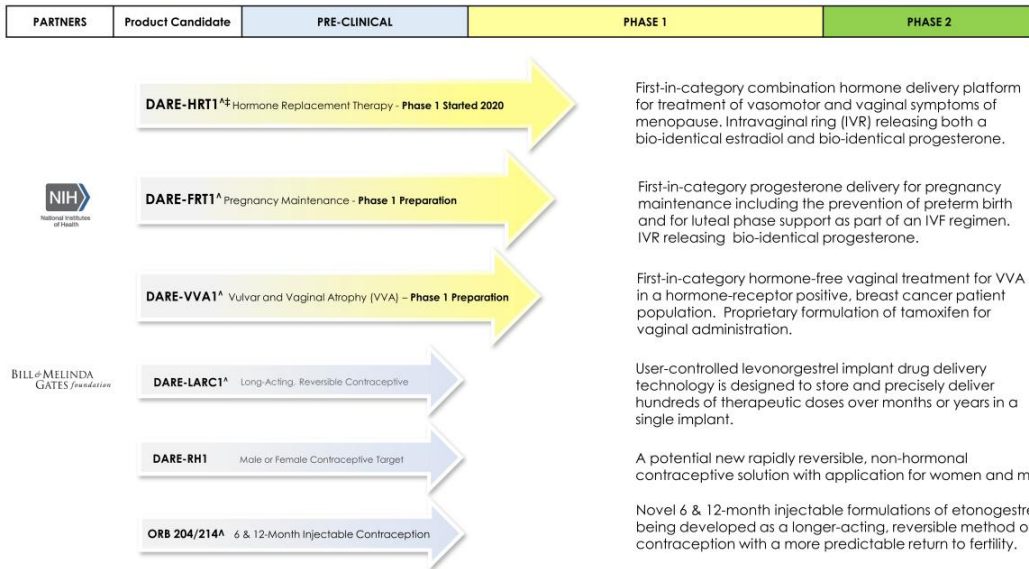 PARTNERS Product Candidate PRE-CLINICAL PHASE 1 PHASE 2
DARE-HRT1^‡ Hormone Replacement Therapy - Phase 1 Started 2020
First-in-category combination hormone delivery platform
for treatment of vasomotor and vaginal symptoms of
menopause. Intravaginal ring (IVR) releasing both a
bio-identical estradiol and bio-identical progesterone.
NIH
National Institutes
of Health
DARE-FRT1^ Pregnancy Maintenance - Phase 1 Preparation
First-in-category progesterone delivery for pregnancy
maintenance including the prevention of preterm birth
and for luteal phase support as part of an IVF regimen.
IVR releasing bio-identical progesterone.
DARE-VVA1^ Vulvar and Vaginal Atrophy (VVA) – Phase 1 Preparation
First-in-category hormone-free vaginal treatment for VVA
in a hormone-receptor positive, breast cancer patient
population. Proprietary formulation of tamoxifen for
vaginal administration.
BILL & MELINDA
GATES foundation
DARE-LARC1^ Long-Acting, Reversible Contraceptive
User-controlled levonorgestrel implant drug delivery
technology is designed to store and precisely deliver
hundreds of therapeutic doses over months or years in a
single implant.
DARE-RH1 Male or Female Contraceptive Target
A potential new rapidly reversible, non-hormonal
contraceptive solution with application for women and m
ORB 204/214^ 6 & 12-Month Injectable Contraception
Novel 6 & 12-month injectable formulations of etonogestre
being developed as a longer-acting, reversible method o
contraception with a more predictable return to fertility.